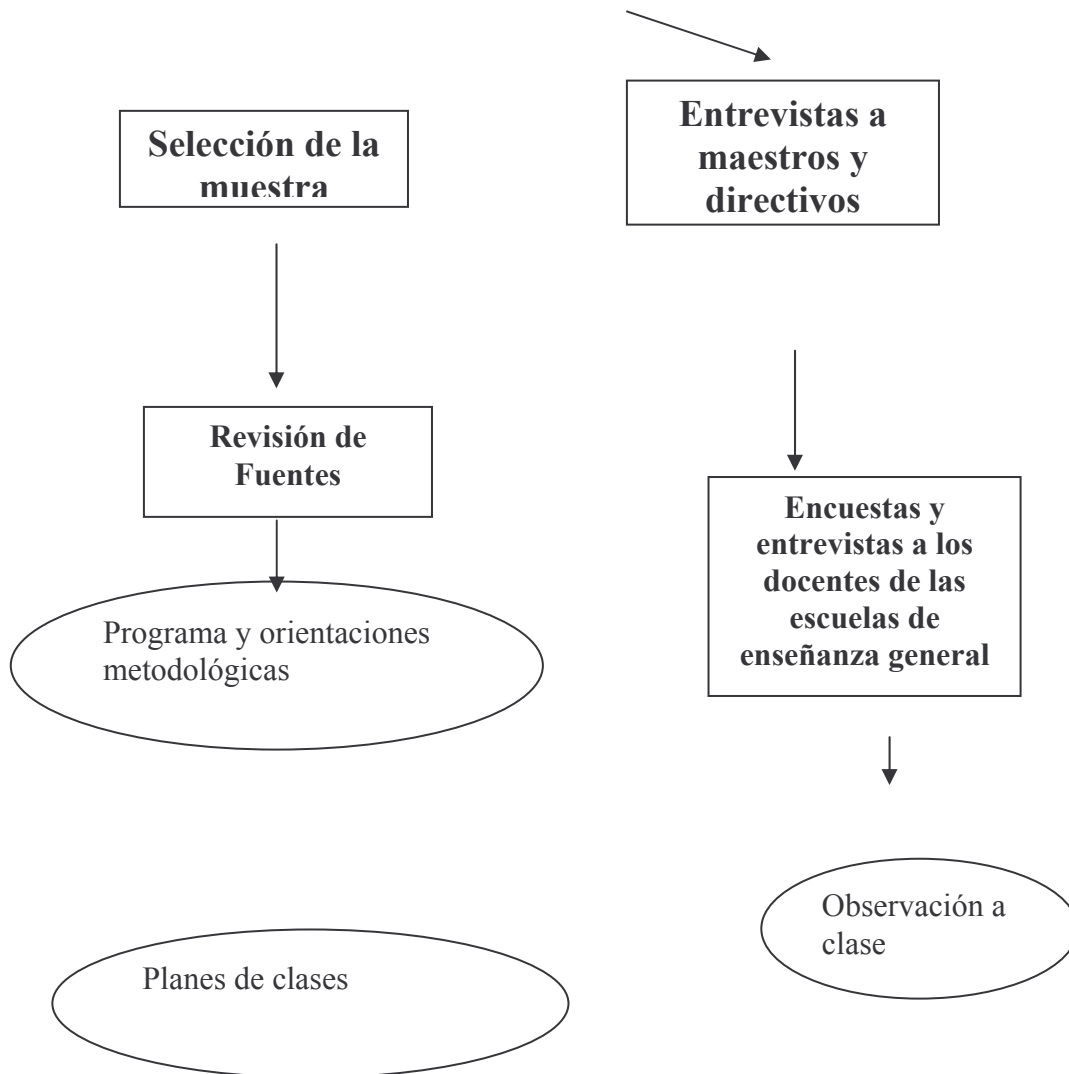 Selección de la
muestra
Entrevistas a
maestros y
directivos
Revisión de
Fuentes
Encuestas y
entrevistas a los
docentes de las
escuelas de
enseñanza general
Programa y orientaciones
metodológicas
Observación a
clase
Planes de clases